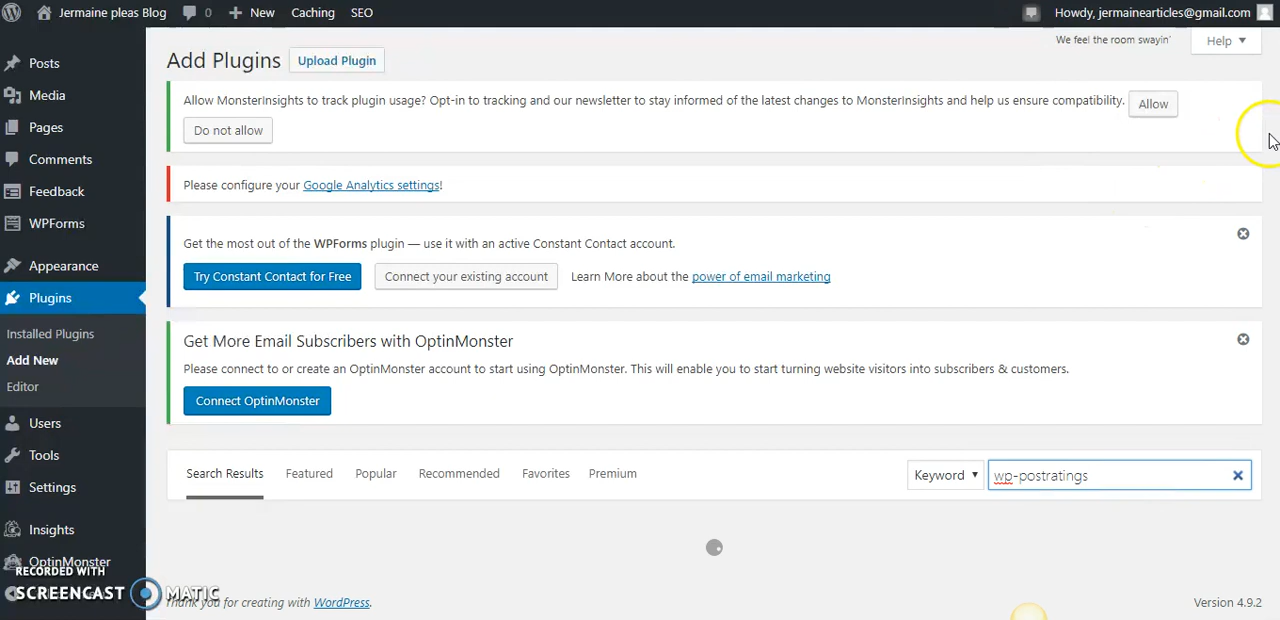 Jermaine pleas Blog 0 New Caching SEO Howdy, jermainearticles@gmail.com
We feel the room swayin' Help ▼
Add Plugins Upload Plugin
Allow MonsterInsights to track plugin usage? Opt-in to tracking and our newsletter to stay informed of the latest changes to MonsterInsights and help us ensure compatibility. Allow
Do not allow
Please configure your Google Analytics settings!
Get the most out of the WPForms plugin — use it with an active Constant Contact account.
Try Constant Contact for Free Connect your existing account Learn More about the power of email marketing
Get More Email Subscribers with OptinMonster
Please connect to or create an OptinMonster account to start using OptinMonster. This will enable you to start turning website visitors into subscribers & customers.
Connect OptinMonster
Search Results Featured Popular Recommended Favorites Premium Keyword ▼ wp-postratings
Thank you for creating with WordPress. Version 4.9.2
Posts
Media
Pages
Comments
Feedback
WPForms
Appearance
Plugins
Installed Plugins
Add New
Editor
Users
Tools
Settings
Insights
OptinMonster
RECORDED WITH
SCREENCAST MATIC